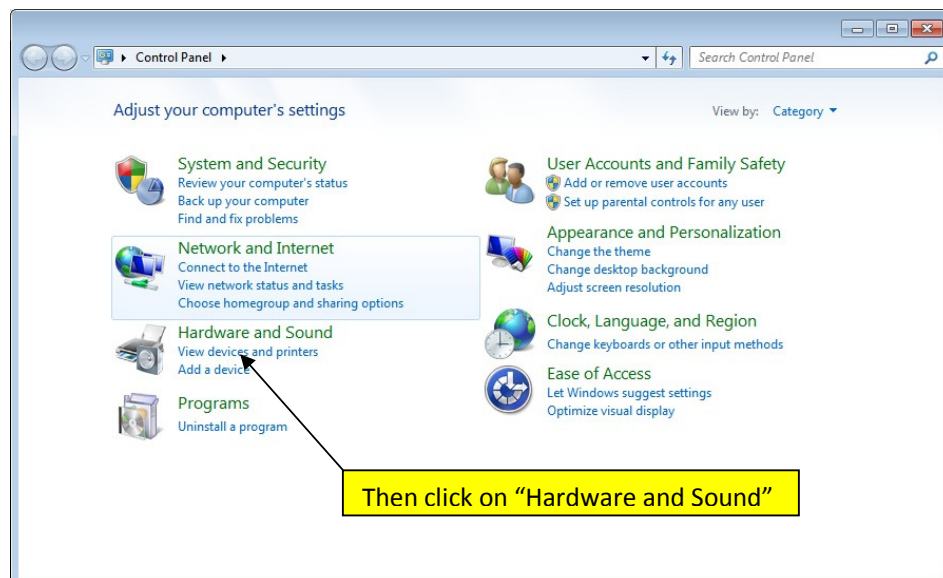 Control Panel
Search Control Panel
Adjust your computer's settings
View by: Category
System and Security
Review your computer's status
Back up your computer
Find and fix problems
Network and Internet
Connect to the Internet
View network status and tasks
Choose homegroup and sharing options
Hardware and Sound
View devices and printers
Add a device
Programs
Uninstall a program
User Accounts and Family Safety
Add or remove user accounts
Set up parental controls for any user
Appearance and Personalization
Change the theme
Change desktop background
Adjust screen resolution
Clock, Language, and Region
Change keyboards or other input methods
Ease of Access
Let Windows suggest settings
Optimize visual display
Then click on “Hardware and Sound”